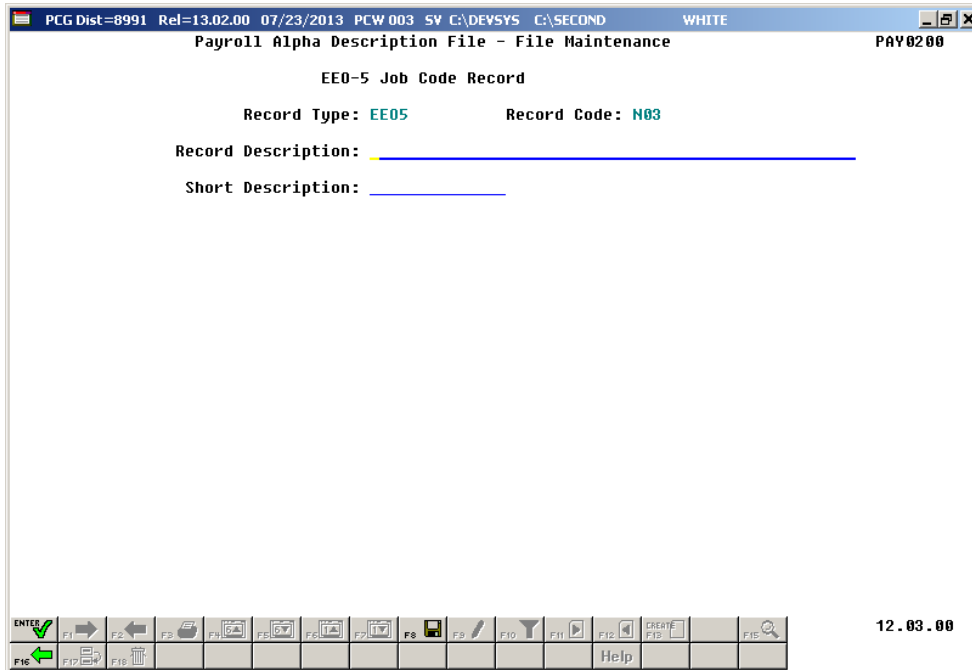 PCG Dist=8991 Rel=13.02.00 07/23/2013 PCW 003 SV C:\DEVSYS C:\SECOND WHITE
Payroll Alpha Description File - File Maintenance PAY0200
EEO-5 Job Code Record
Record Type: EEO5 Record Code: N03
Record Description:
Short Description:
ENTER F1 F2 F3 F4 F5 F6 F7 F8 F9 F10 F11 F12 CREATE F13 F15 12.03.00
F16 F17 F18 Help